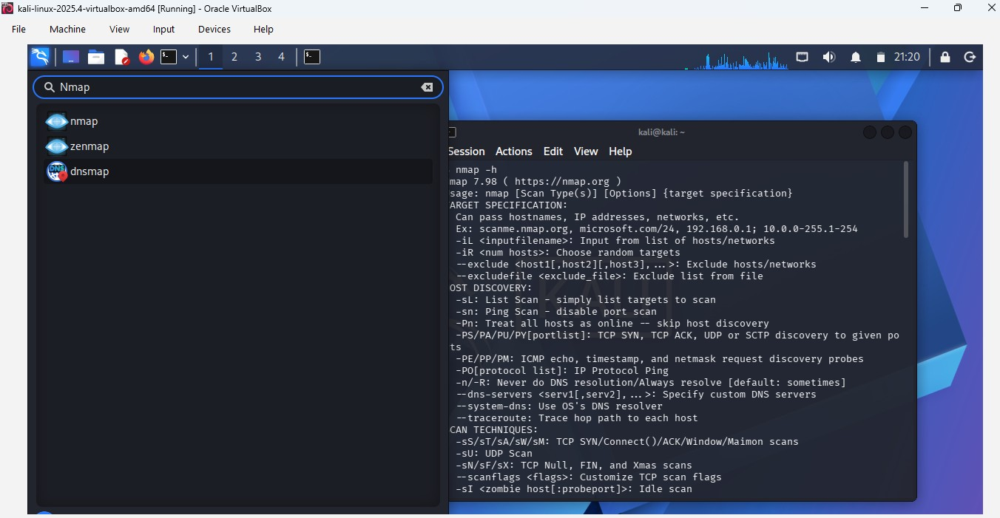 kali-linux-2025.4-virtualbox-amd64 [Running] - Oracle VirtualBox
File Machine View Input Devices Help
1 2 3 4 21:20
Nmap
nmap
zenmap
DNS
dnsmap
kali@kali: ~
Session Actions Edit View Help
nmap -h
map 7.98 ( https://nmap.org )
sage: nmap [Scan Type(s)] [Options] {target specification}
ARGET SPECIFICATION:
Can pass hostnames, IP addresses, networks, etc.
Ex: scanme.nmap.org, microsoft.com/24, 192.168.0.1; 10.0.0-255.1-254
-iL <inputfilename>: Input from list of hosts/networks
-iR <num hosts>: Choose random targets
--exclude <host1[,host2][,host3],...>: Exclude hosts/networks
--excludefile <exclude_file>: Exclude list from file
OST DISCOVERY:
-sL: List Scan - simply list targets to scan
-sn: Ping Scan - disable port scan
-Pn: Treat all hosts as online -- skip host discovery
-PS/PA/PU/PY[portlist]: TCP SYN, TCP ACK, UDP or SCTP discovery to given po
ts
-PE/PP/PM: ICMP echo, timestamp, and netmask request discovery probes
-PO[protocol list]: IP Protocol Ping
-n/-R: Never do DNS resolution/Always resolve [default: sometimes]
--dns-servers <serv1[,serv2],...>: Specify custom DNS servers
--system-dns: Use OS's DNS resolver
--traceroute: Trace hop path to each host
CAN TECHNIQUES:
-sS/sT/sA/sW/sM: TCP SYN/Connect()/ACK/Window/Maimon scans
-sU: UDP Scan
-sN/sF/sX: TCP Null, FIN, and Xmas scans
--scanflags <flags>: Customize TCP scan flags
-sI <zombie host[:probeport]>: Idle scan
KALI